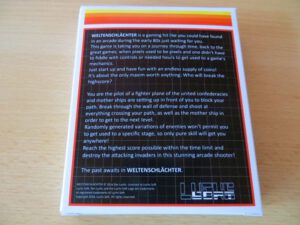 WELTENSCHLÄCHTER is a gaming hit like you could have found
in an arcade during the early 80s just waiting for you.
This game is taking you on a journey through time, back to the
great games, when pixels used to be pixels and one didn't have
to fiddle with controls or needed hours to get used to a game's
mechanics.
Just start up and have fun with an endless supply of coins!
It's about the only maxim worth anything: Who will break the
highscore?
You are the pilot of a fighter plane of the united confederacies
and mother ships are setting up in front of you to block your
path. Break through the wall of defense and shoot at
everything crossing your path, as well as the mother ship in
order to get to the next level.
Randomly generated variations of enemies won't permit you
to get used to a specific stage, so only pure skill will get you
anywhere!
Reach the highest score possible within the time limit and
destroy the attacking invaders in this stunning arcade shooter!
The past awaits in WELTENSCHLÄCHTER.